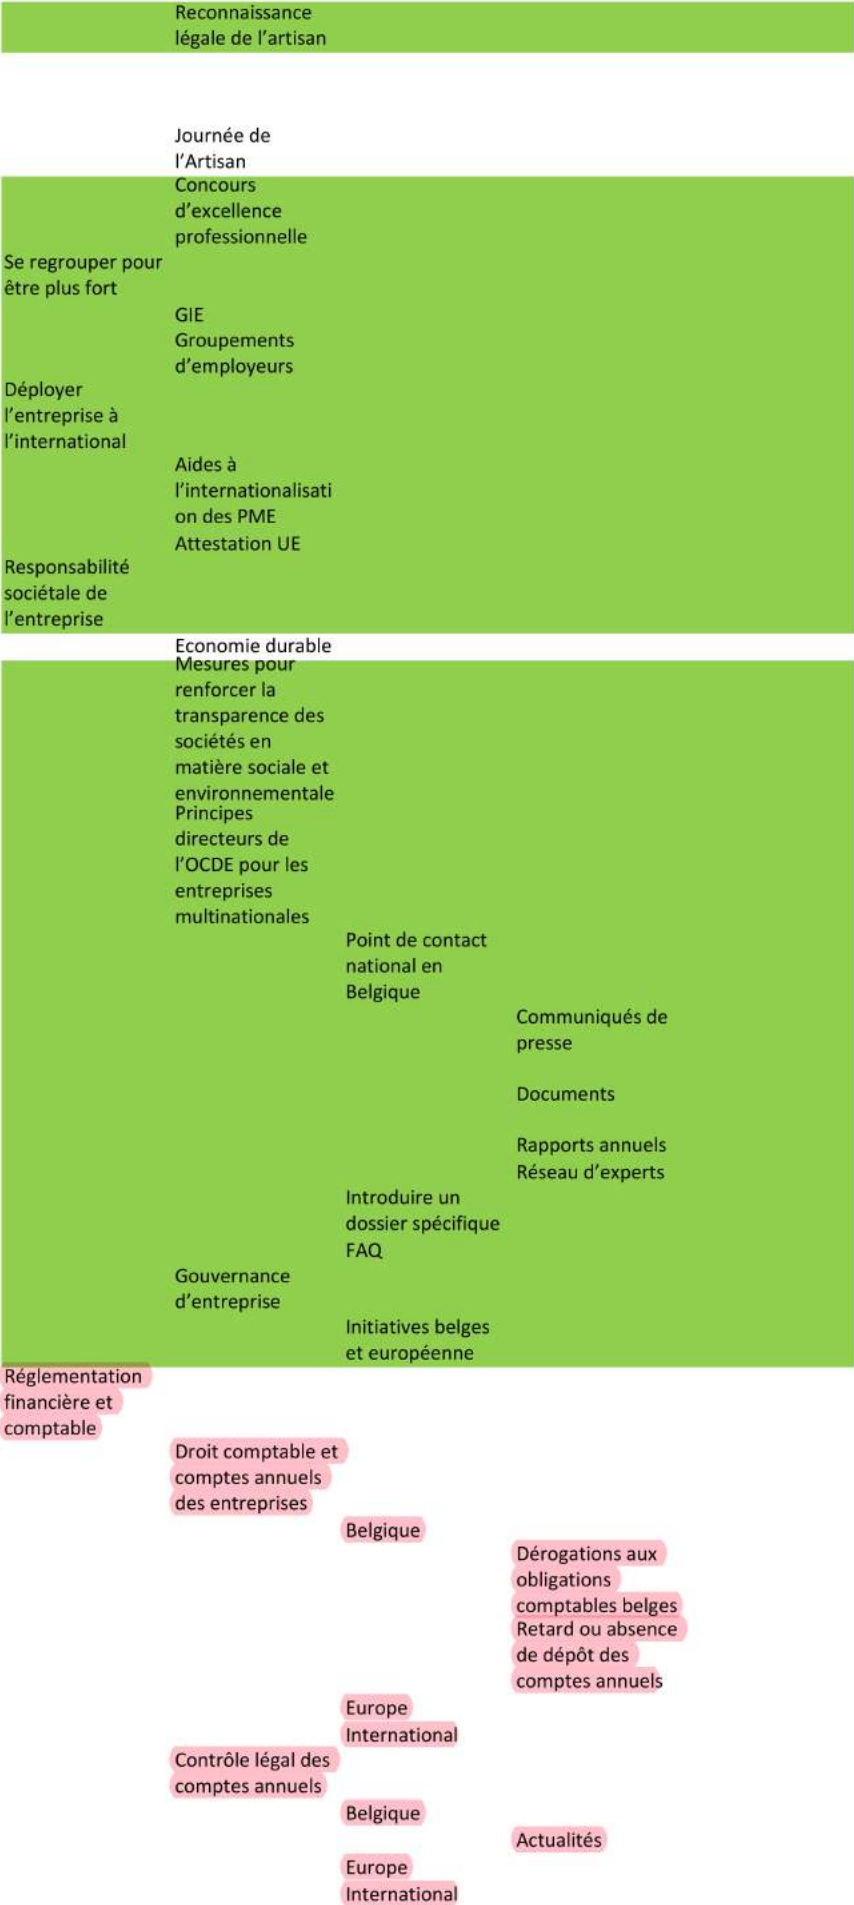 Reconnaissance
légale de l’artisan
Journée de
l’Artisan
Concours
d’excellence
professionnelle
Se regrouper pour
être plus fort
GIE
Groupements
d’employeurs
Déployer
l’entreprise à
l’international
Aides à
l’internationalisati
on des PME
Attestation UE
Responsabilité
sociétale de
l’entreprise
Economie durable
Mesures pour
renforcer la
transparence des
sociétés en
matière sociale et
environnementale
Principes
directeurs de
l’OCDE pour les
entreprises
multinationales
Point de contact
national en
Belgique
Communiqués de
presse
Documents
Rapports annuels
Réseau d’experts
Introduire un
dossier spécifique
FAQ
Gouvernance
d’entreprise
Initiatives belges
et européenne
Réglementation
financière et
comptable
Droit comptable et
comptes annuels
des entreprises
Belgique
Dérogations aux
obligations
comptables belges
Retard ou absence
de dépôt des
comptes annuels
Europe
International
Contrôle légal des
comptes annuels
Belgique
Actualités
Europe
International